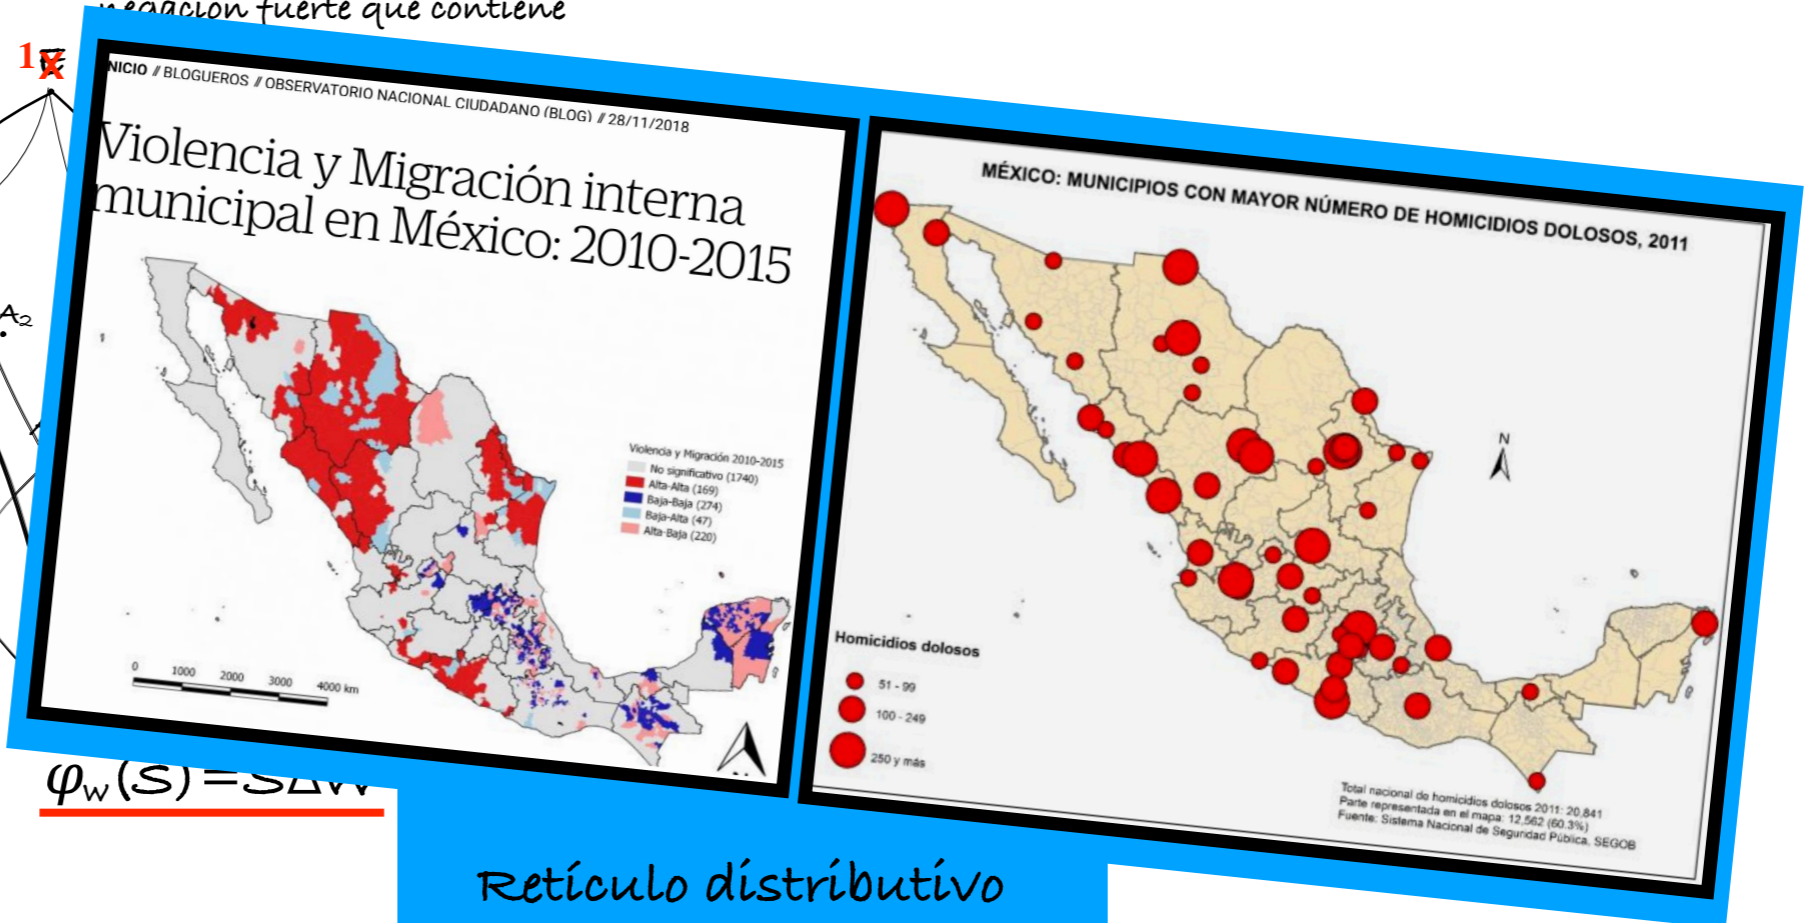 negación fuerte que contiene
1
A₂
NICIO // BLOGUEROS // OBSERVATORIO NACIONAL CIUDADANO (BLOG) // 28/11/2018
Violencia y Migración interna
municipal en México: 2010-2015
Violencia y Migración 2010-2015
No significativo (1740)
Alta-Alta (169)
Baja-Baja (274)
Baja-Alta (47)
Alta-Baja (220)
0 1000 2000 3000 4000 km
MÉXICO: MUNICIPIOS CON MAYOR NÚMERO DE HOMICIDIOS DOLOSOS, 2011
N
Homicidios dolosos
51 - 99
100 - 249
250 y más
Total nacional de homicidios dolosos 2011: 20,841
Parte representada en el mapa: 12,562 (60.3%)
Fuente: Sistema Nacional de Seguridad Pública, SEGOB
φw(S)=SΔW
Retículo distributivo